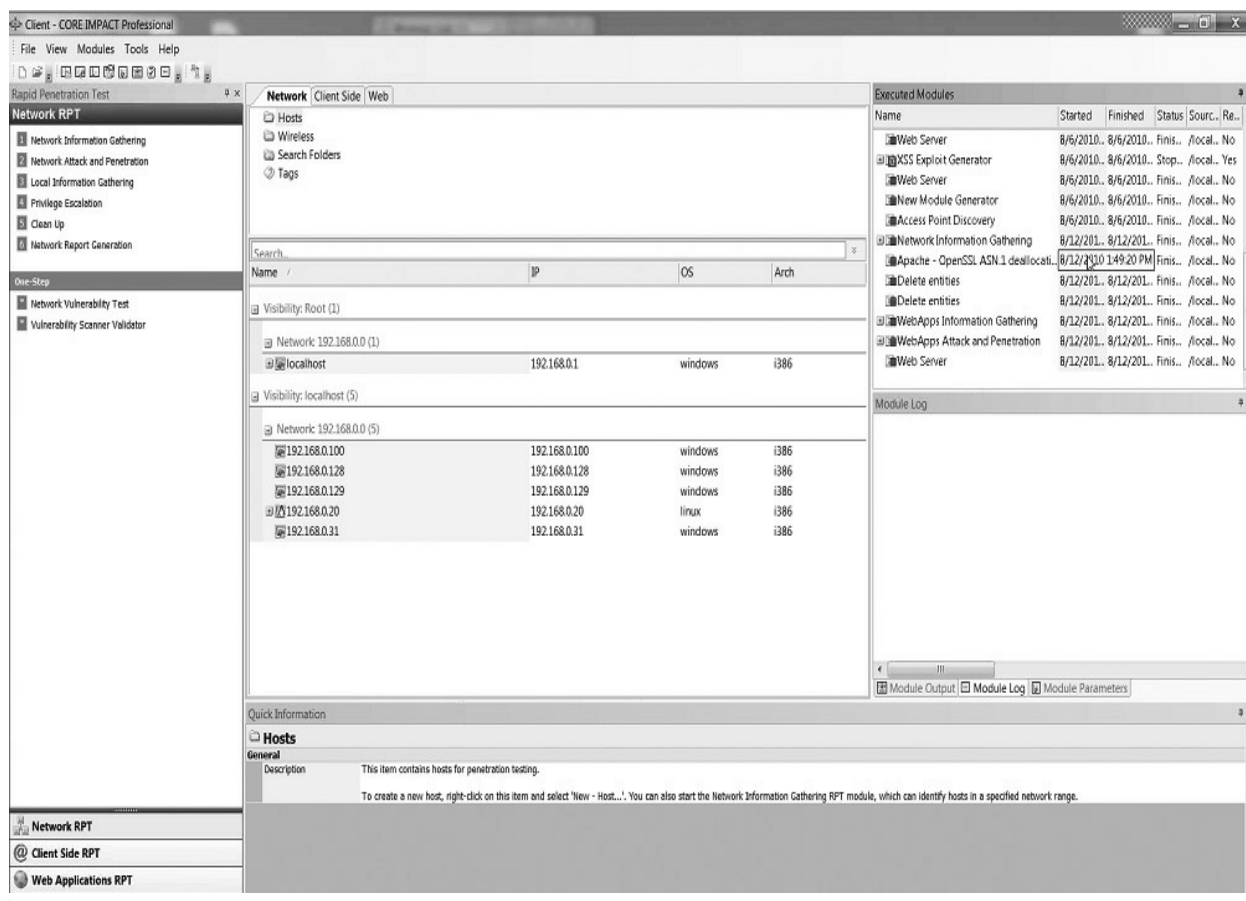 Client - CORE IMPACT Professional
File View Modules Tools Help
Rapid Penetration Test
Network RPT
1 Network Information Gathering
2 Network Attack and Penetration
3 Local Information Gathering
4 Privilege Escalation
5 Clean Up
6 Network Report Generation
One-Step
Network Vulnerability Test
Vulnerability Scanner Validator
Network RPT
Client Side RPT
Web Applications RPT
Network Client Side Web
Hosts
Wireless
Search Folders
Tags
Search...
Name / IP OS Arch
Visibility: Root (1)
Network: 192.168.0.0 (1)
localhost 192.168.0.1 windows i386
Visibility: localhost (5)
Network: 192.168.0.0 (5)
192.168.0.100 192.168.0.100 windows i386
192.168.0.128 192.168.0.128 windows i386
192.168.0.129 192.168.0.129 windows i386
192.168.0.20 192.168.0.20 linux i386
192.168.0.31 192.168.0.31 windows i386
Executed Modules
Name Started Finished Status Sourc... Re...
Web Server 8/6/2010... 8/6/2010... Finis... /local... No
XSS Exploit Generator 8/6/2010... 8/6/2010... Stop... /local... Yes
Web Server 8/6/2010... 8/6/2010... Finis... /local... No
New Module Generator 8/6/2010... 8/6/2010... Finis... /local... No
Access Point Discovery 8/6/2010... 8/6/2010... Finis... /local... No
Network Information Gathering 8/12/201... 8/12/201... Finis... /local... No
Apache - OpenSSL ASN.1 deallocati... 8/12/2010 1:49:20 PM Finis... /local... No
Delete entities 8/12/201... 8/12/201... Finis... /local... No
Delete entities 8/12/201... 8/12/201... Finis... /local... No
WebApps Information Gathering 8/12/201... 8/12/201... Finis... /local... No
WebApps Attack and Penetration 8/12/201... 8/12/201... Finis... /local... No
Web Server 8/12/201... 8/12/201... Finis... /local... No
Module Log
Module Output Module Log Module Parameters
Quick Information
Hosts
General
Description This item contains hosts for penetration testing.
To create a new host, right-click on this item and select 'New - Host...'. You can also start the Network Information Gathering RPT module, which can identify hosts in a specified network range.